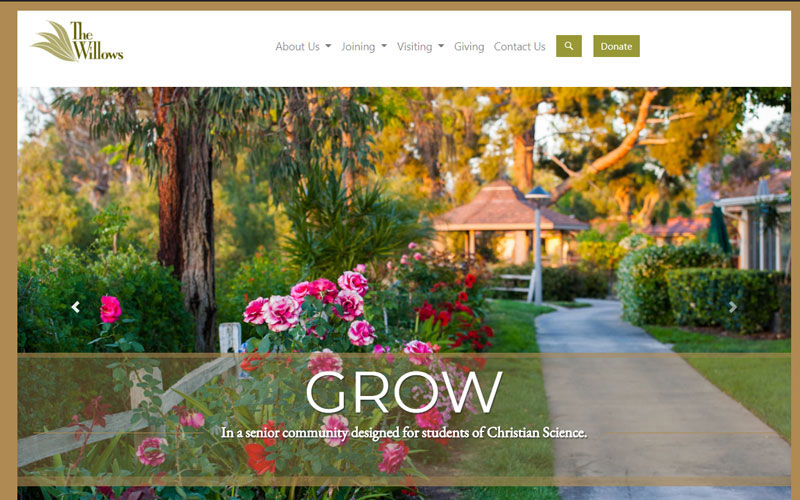 The
Willows
About Us Joining Visiting Giving Contact Us Donate
GROW
In a senior community designed for students of Christian Science.